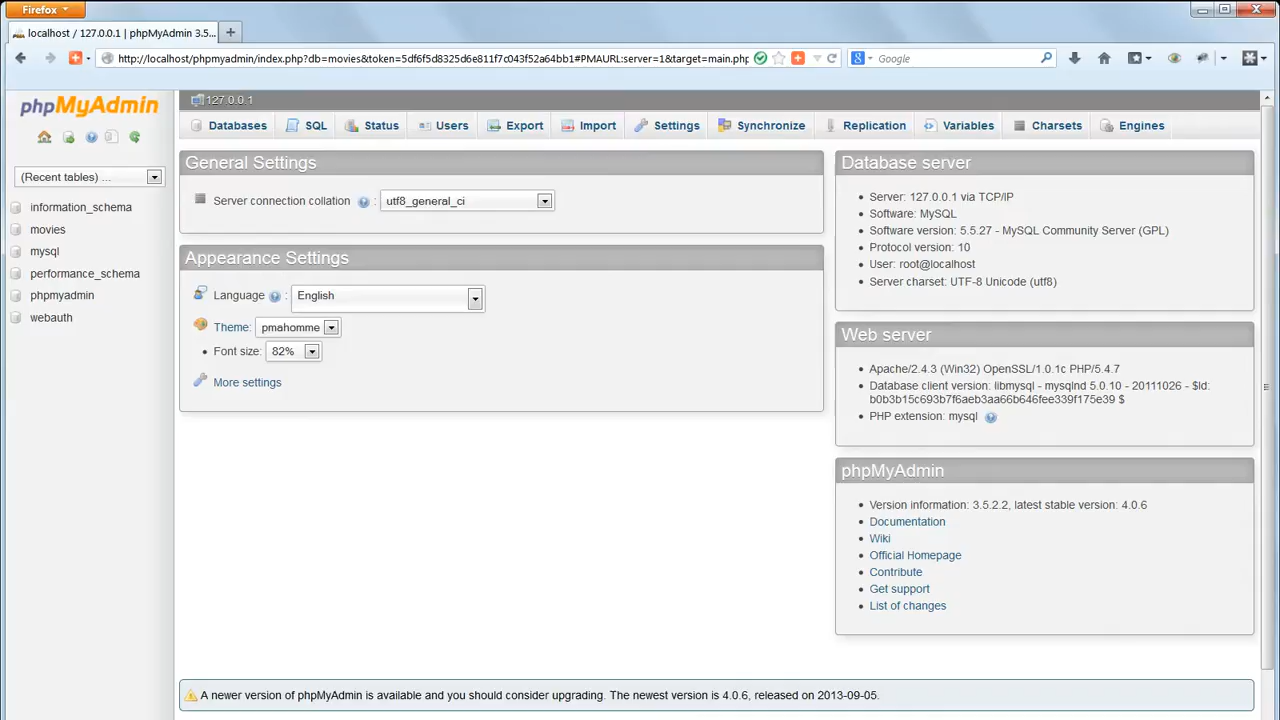 Firefox
localhost / 127.0.0.1 | phpMyAdmin 3.5...
http://localhost/phpmyadmin/index.php?db=movies&token=5df6f5d8325d6e811f7c043f52a64bb1#PMAURL:server=1&target=main.php
Google
phpMyAdmin
(Recent tables) ...
information_schema
movies
mysql
performance_schema
phpmyadmin
webauth
127.0.0.1
Databases SQL Status Users Export Import Settings Synchronize Replication Variables Charsets Engines
General Settings
Server connection collation : utf8_general_ci
Appearance Settings
Language : English
Theme: pmahomme
Font size: 82%
More settings
Database server
Server: 127.0.0.1 via TCP/IP
Software: MySQL
Software version: 5.5.27 - MySQL Community Server (GPL)
Protocol version: 10
User: root@localhost
Server charset: UTF-8 Unicode (utf8)
Web server
Apache/2.4.3 (Win32) OpenSSL/1.0.1c PHP/5.4.7
Database client version: libmysql - mysqlnd 5.0.10 - 20111026 - $Id:
b0b3b15c693b7f6aeb3aa66b646fee339f175e39 $
PHP extension: mysql
phpMyAdmin
Version information: 3.5.2.2, latest stable version: 4.0.6
Documentation
Wiki
Official Homepage
Contribute
Get support
List of changes
A newer version of phpMyAdmin is available and you should consider upgrading. The newest version is 4.0.6, released on 2013-09-05.